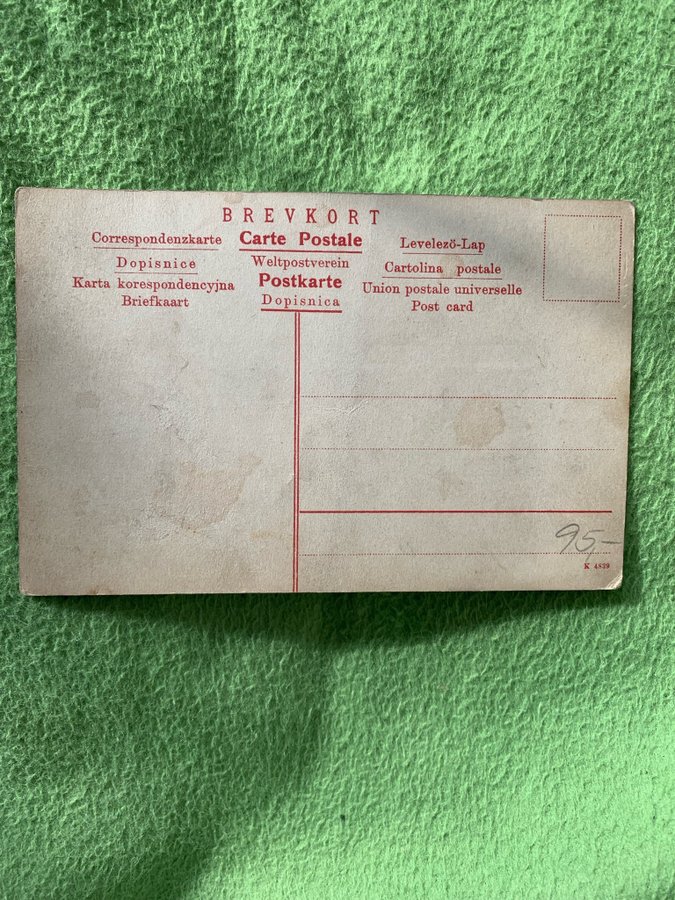 BREVKORT
Correspondenzkarte Carte Postale Levelező-Lap
Dopisnice Weltpostverein Cartolina postale
Karta korespondencyjna Postkarte Union postale universelle
Briefkaart Dopisnica Post card
95-
K 4839